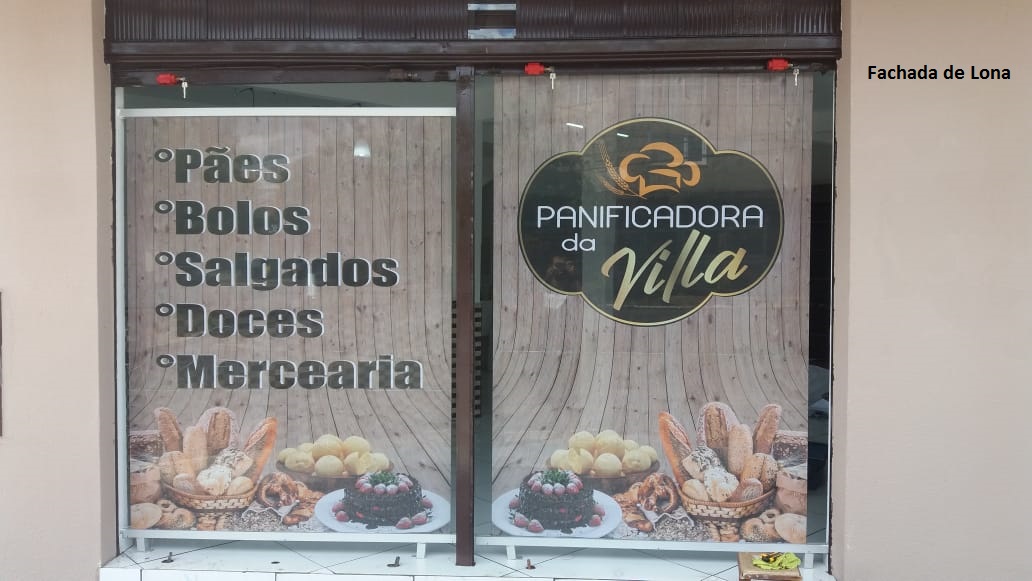 Fachada de Lona
°Pães
°Bolos
°Salgados
°Doces
°Mercearia
PANIFICADORA
da Villa